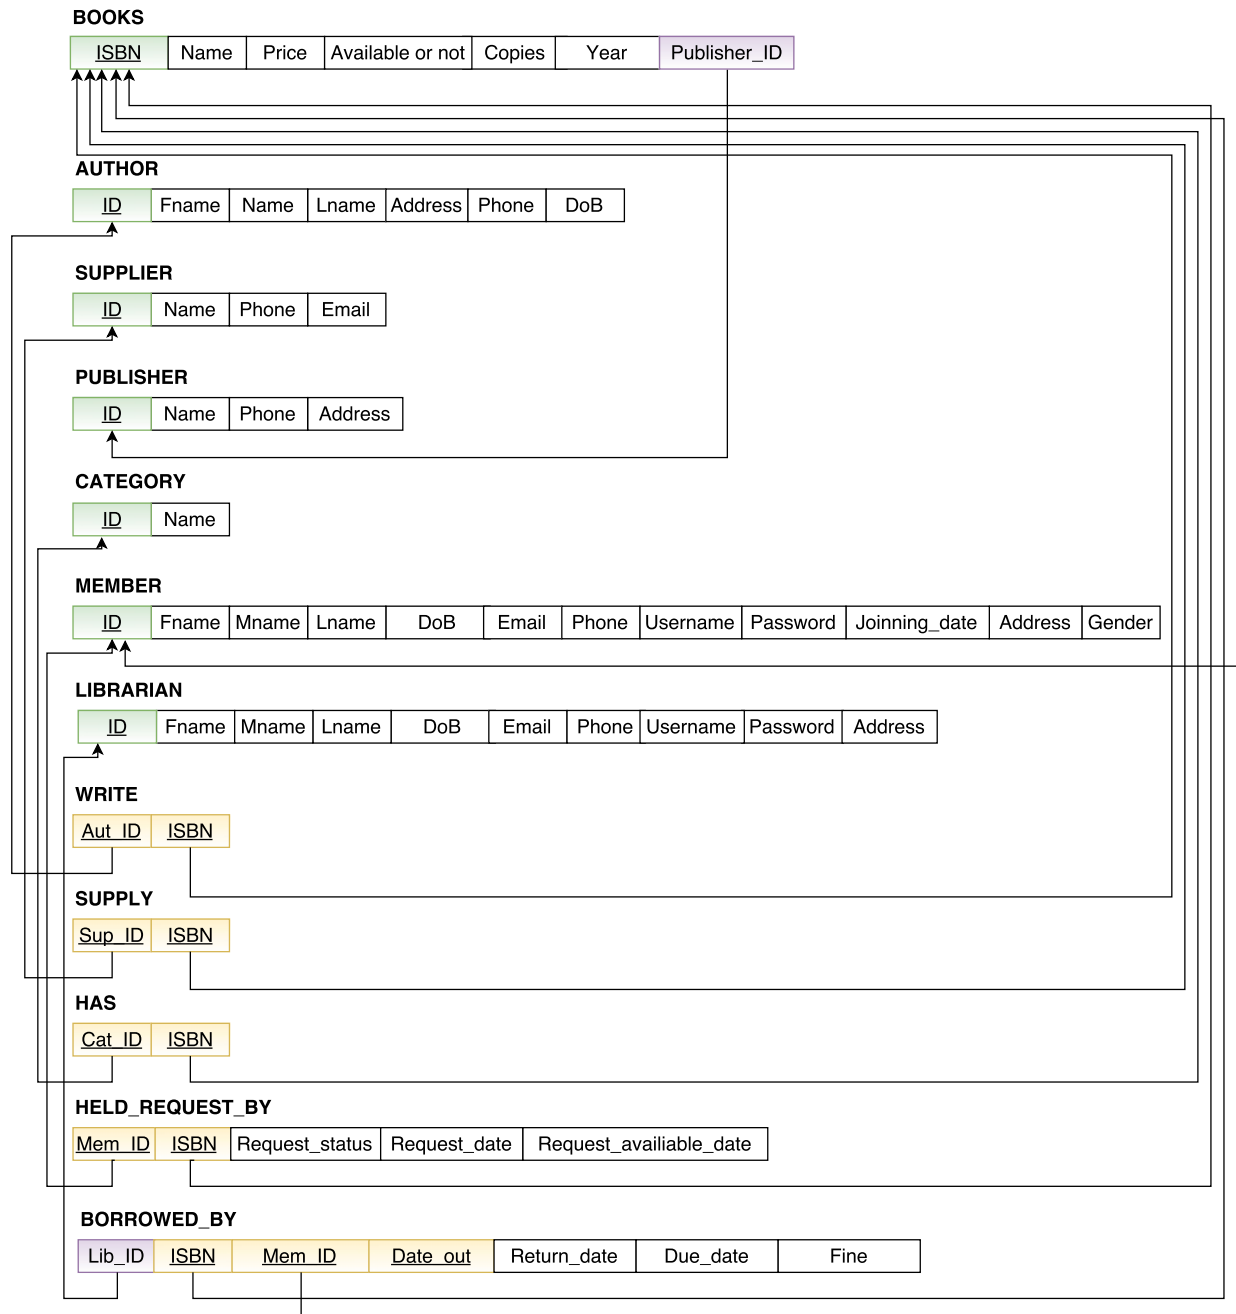 BOOKS
ISBN Name Price Available or not Copies Year Publisher_ID
AUTHOR
ID Fname Name Lname Address Phone DoB
SUPPLIER
ID Name Phone Email
PUBLISHER
ID Name Phone Address
CATEGORY
ID Name
MEMBER
ID Fname Mname Lname DoB Email Phone Username Password Joinning_date Address Gender
LIBRARIAN
ID Fname Mname Lname DoB Email Phone Username Password Address
WRITE
Aut_ID ISBN
SUPPLY
Sup_ID ISBN
HAS
Cat_ID ISBN
HELD_REQUEST_BY
Mem_ID ISBN Request_status Request_date Request_availiable_date
BORROWED_BY
Lib_ID ISBN Mem_ID Date_out Return_date Due_date Fine